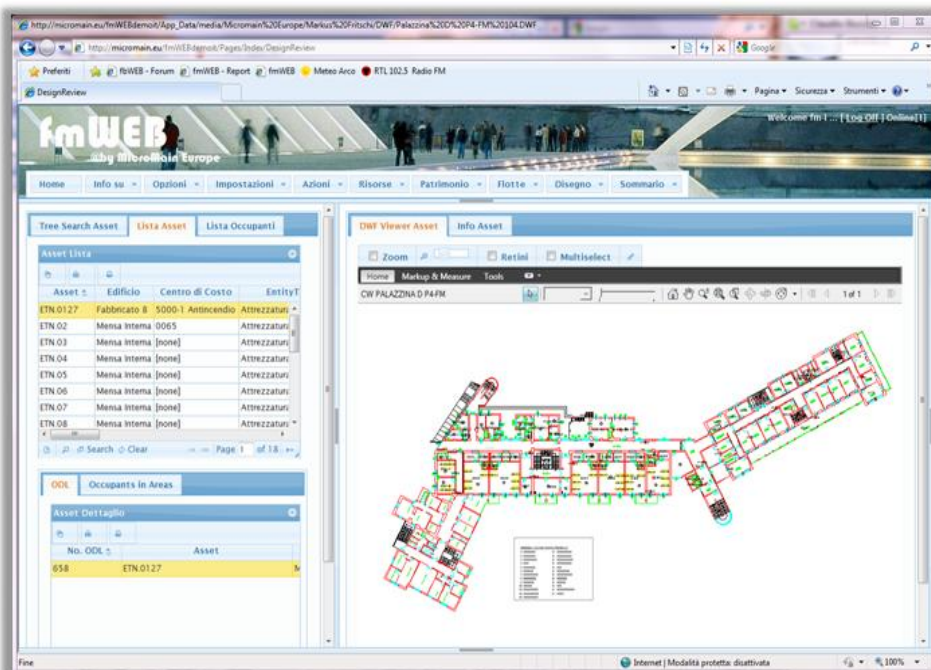 http://micromain.eu/fmWEBdemoit/App_Data/media/Micromain%20Europe/Markus%20Fritschi/DWF/Palazzina%20D%20P4-FM%20104.DWF
http://micromain.eu/fmWEBdemoit/Pages/Index/DesignReview
Google
Preferiti
fbWEB - Forum
fmWEB - Report
fmWEB
Meteo Arco
RTL 102.5 Radio FM
DesignReview
Pagina
Sicurezza
Strumenti
fmWEB
by MicroMain Europe
Welcome fm I ... [ Log Off ] Online[1]
Home
Info su
Opzioni
Impostazioni
Azioni
Risorse
Patrimonio
Flotte
Disegno
Sommario
Tree Search Asset
Lista Asset
Lista Occupanti
Asset Lista
Asset Edificio Centro di Costo EntityT
ETN.0127 Fabbricato 8 5000-1 Antincendio Attrezzatura
ETN.02 Mensa Interna 0065 Attrezzatura
ETN.03 Mensa Interna [none] Attrezzatura
ETN.04 Mensa Interna [none] Attrezzatura
ETN.05 Mensa Interna [none] Attrezzatura
ETN.06 Mensa Interna [none] Attrezzatura
ETN.07 Mensa Interna [none] Attrezzatura
ETN.08 Mensa Interna [none] Attrezzatura
Search Clear Page 1 of 18
ODL
Occupants in Areas
Asset Dettaglio
No. ODL Asset
658 ETN.0127 M
DWF Viewer Asset
Info Asset
Zoom
Retini
Multiselect
Home Markup & Measure Tools
CW PALAZZINA D P4-FM
1 of 1
Fine
Internet | Modalità protetta: disattivata
100%